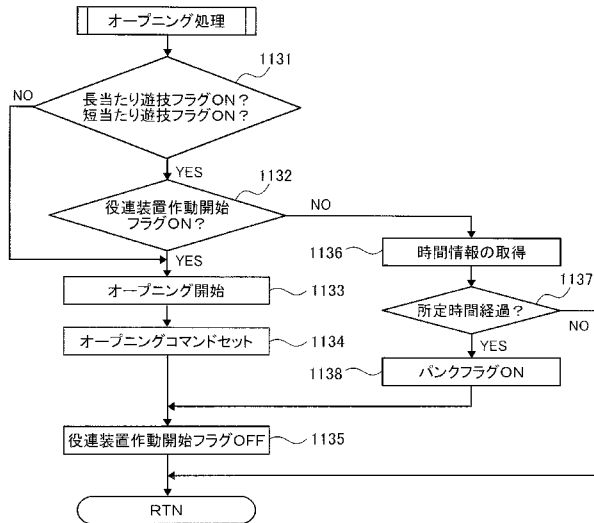 オープニング処理
1131
長当たり遊技フラグON?
短当たり遊技フラグON?
NO
YES
1132
役連装置作動開始
フラグON?
NO
YES
1136
時間情報の取得
オープニング開始
1133
1137
所定時間経過?
NO
オープニングコマンドセット
1134
YES
1138
パンクフラグON
役連装置作動開始フラグOFF
1135
RTN